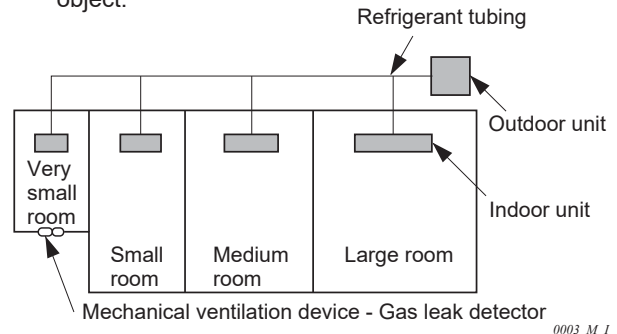 object.
Refrigerant tubing
Outdoor unit
Indoor unit
Very
small
room
Small
room
Medium
room
Large room
Mechanical ventilation device - Gas leak detector
0003_M_I